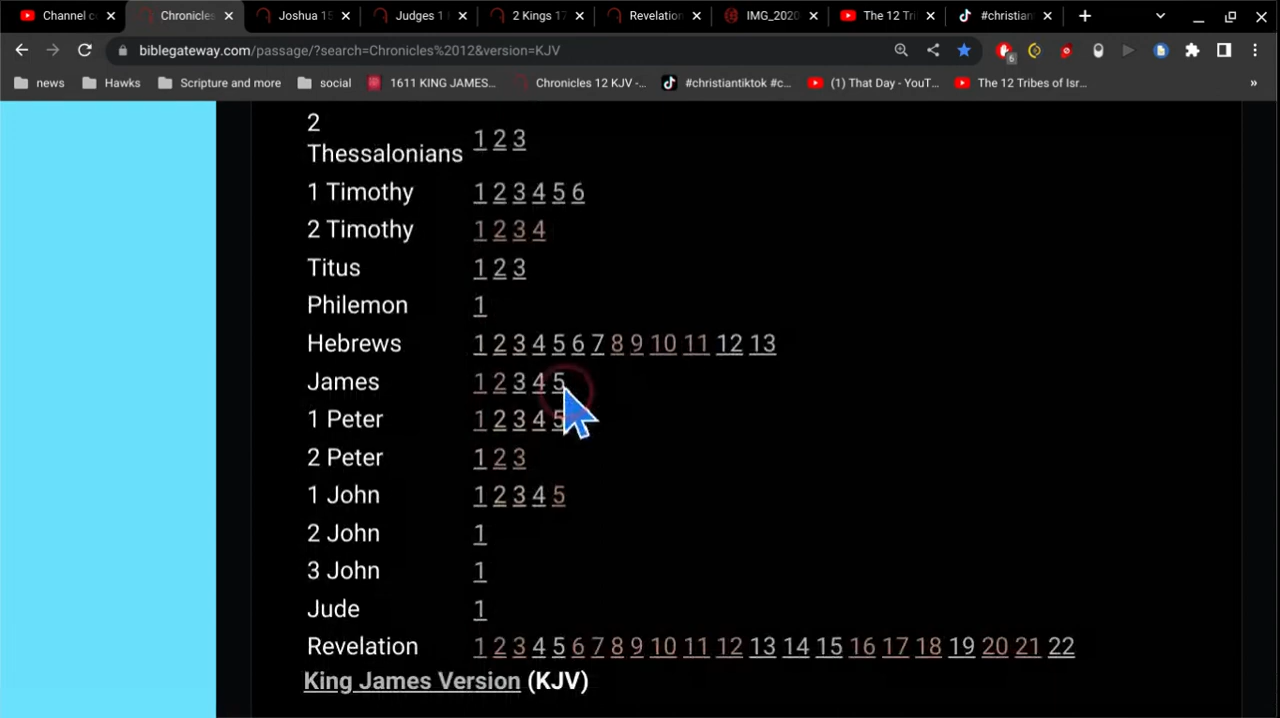 Channel c
Chronicles
Joshua 15
Judges 1
2 Kings 17
Revelation
IMG_2020
The 12 Tri
#christian
biblegateway.com/passage/?search=Chronicles%2012&version=KJV
6
news
Hawks
Scripture and more
social
1611 KING JAMES...
Chronicles 12 KJV -...
#christiantiktok #c...
(1) That Day - YouT...
The 12 Tribes of Isr...
»
2
Thessalonians 1 2 3
1 Timothy 1 2 3 4 5 6
2 Timothy 1 2 3 4
Titus 1 2 3
Philemon 1
Hebrews 1 2 3 4 5 6 7 8 9 10 11 12 13
James 1 2 3 4 5
1 Peter 1 2 3 4 5
2 Peter 1 2 3
1 John 1 2 3 4 5
2 John 1
3 John 1
Jude 1
Revelation 1 2 3 4 5 6 7 8 9 10 11 12 13 14 15 16 17 18 19 20 21 22
King James Version (KJV)